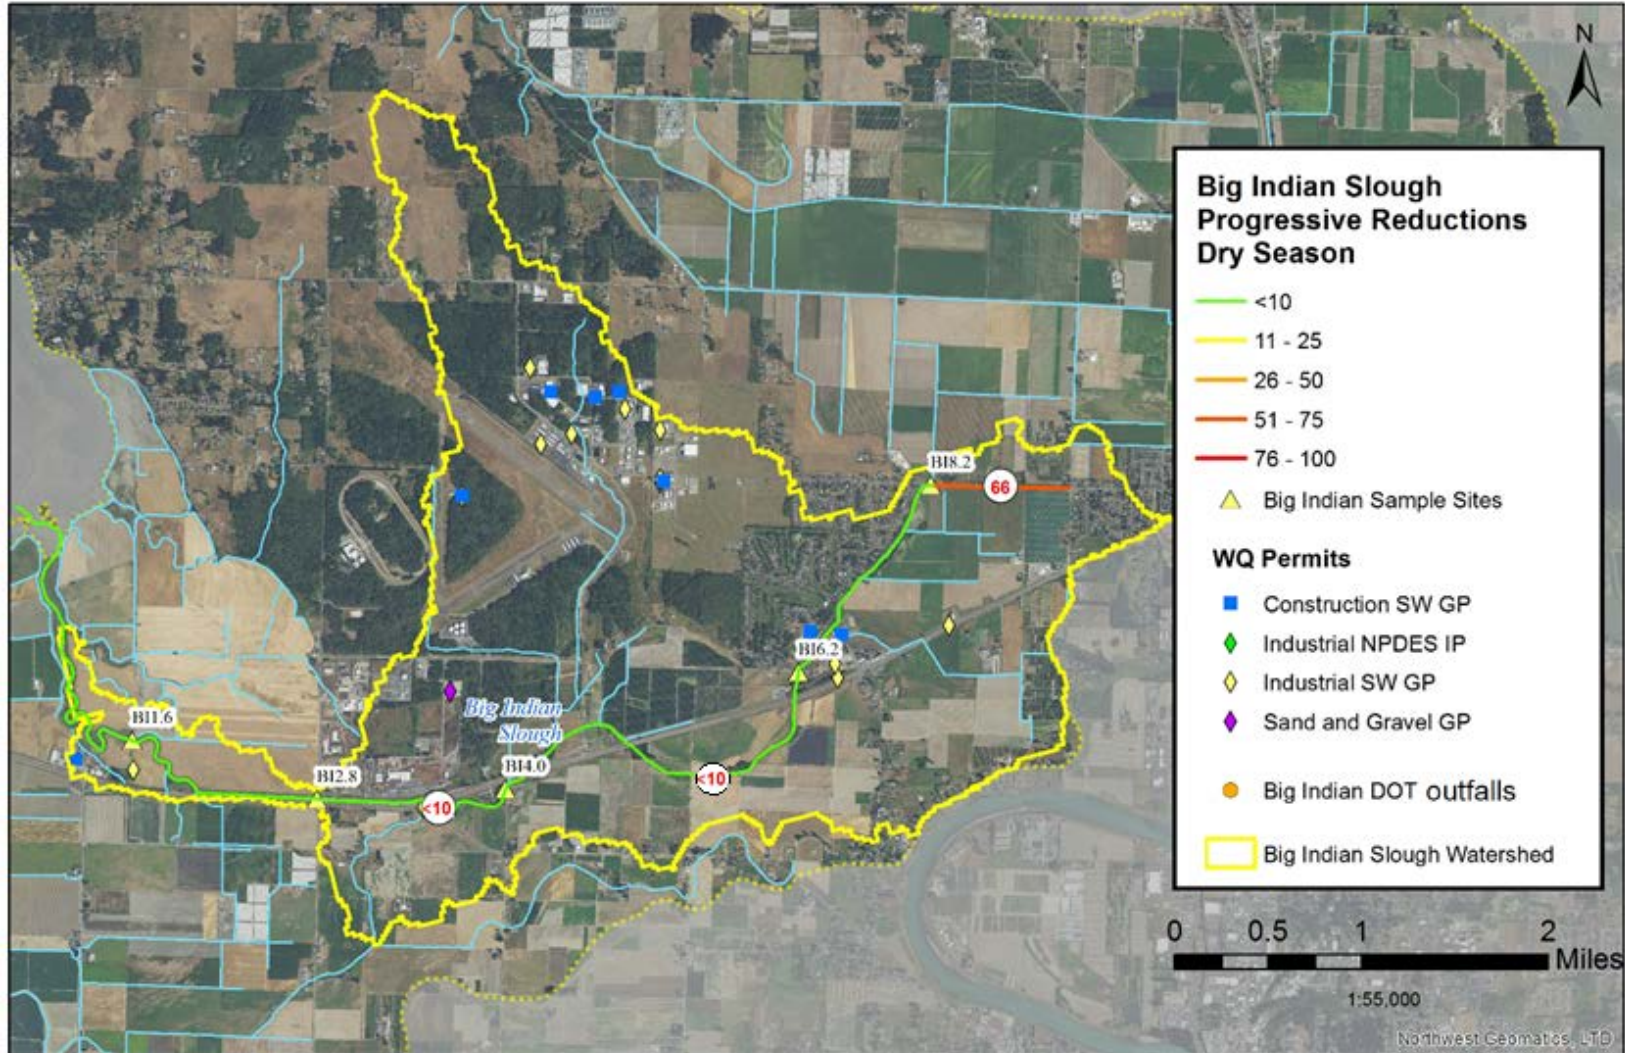 N
Big Indian Slough
Progressive Reductions
Dry Season
<10
11 - 25
26 - 50
51 - 75
76 - 100
Big Indian Sample Sites
WQ Permits
Construction SW GP
Industrial NPDES IP
Industrial SW GP
Sand and Gravel GP
Big Indian DOT outfalls
Big Indian Slough Watershed
BI8.2
66
BI6.2
Big Indian
Slough
BI1.6
BI4.0
BI2.8
<10
<10
0 0.5 1 2
Miles
1:55,000
Northwest Geomatics, LTD